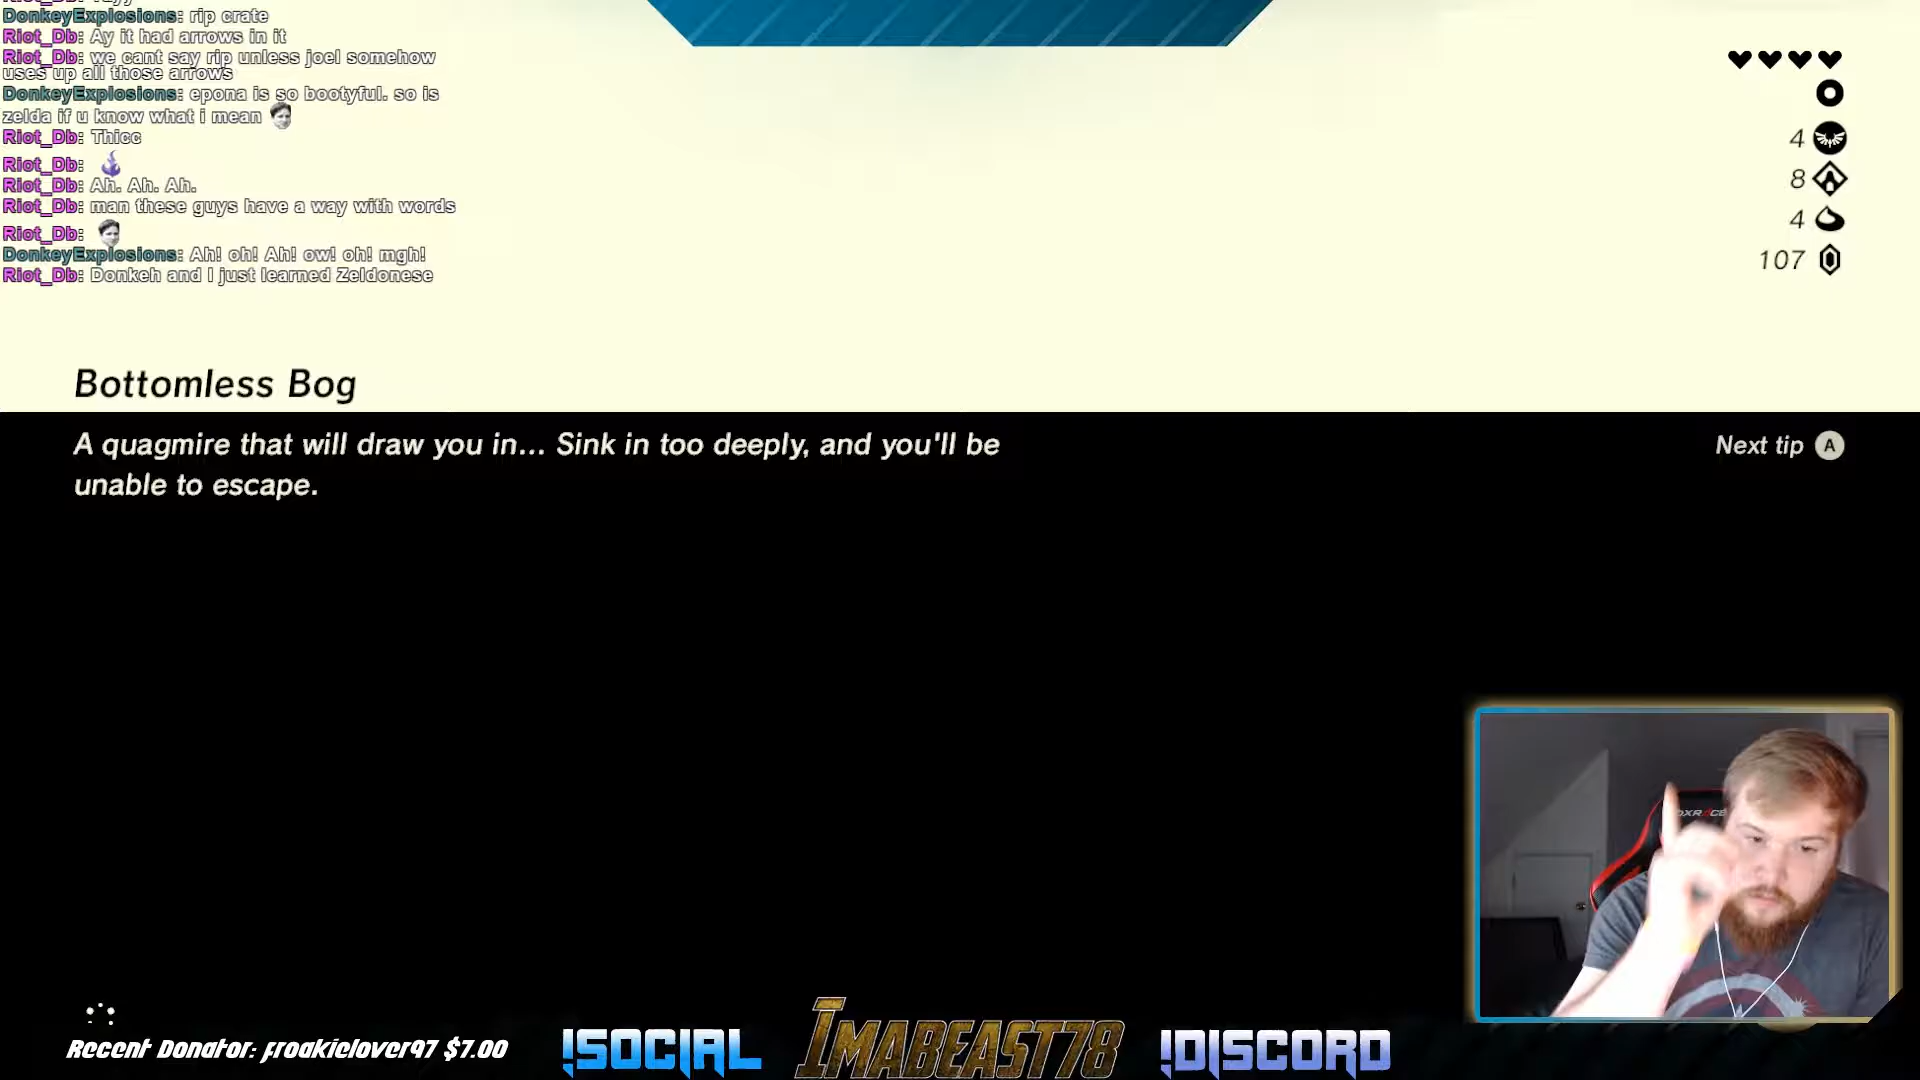 DonkeyExplosions: rip crate
Riot_Db: Ay it had arrows in it
Riot_Db: we cant say rip unless joel somehow
uses up all those arrows
DonkeyExplosions: epona is so bootyful. so is
zelda if u know what i mean
Riot_Db: Thicc
Riot_Db:
Riot_Db: Ah. Ah. Ah.
Riot_Db: man these guys have a way with words
Riot_Db:
DonkeyExplosions: Ah! oh! Ah! ow! oh! mgh!
Riot_Db: Donkeh and I just learned Zeldonese
4
8
4
107
Bottomless Bog
A quagmire that will draw you in... Sink in too deeply, and you'll be
unable to escape.
Next tip A
DXRACE
Recent Donator: froakielover97 $7.00
!SOCIAL
IMABEAST78
!DISCORD